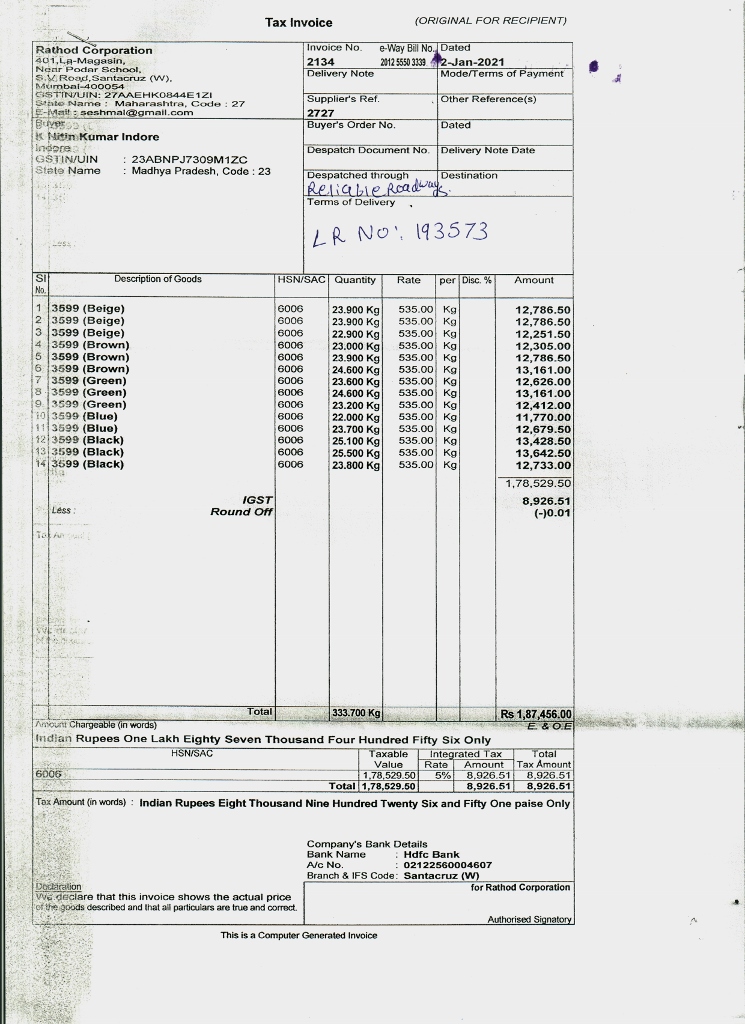 Tax Invoice
(ORIGINAL FOR RECIPIENT)
Rathod Corporation
401,La-Magasin,
Near Podar School,
S.V.Road,Santacruz (W),
Mumbai-400054
GSTIN/UIN: 27AAEHK0844E1ZI
State Name : Maharashtra, Code : 27
E-Mail : seshmal@gmail.com
Invoice No. e-Way Bill No. Dated
2134 2012 5550 3339 2-Jan-2021
Delivery Note Mode/Terms of Payment
Supplier's Ref. Other Reference(s)
2727
Buyer
K Nitin Kumar Indore
Indore
GSTIN/UIN : 23ABNPJ7309M1ZC
State Name : Madhya Pradesh, Code : 23
Buyer's Order No. Dated
Despatch Document No. Delivery Note Date
Despatched through Destination
Reliable Roadways.
Terms of Delivery
LR No: 193573
Sl No. Description of Goods HSN/SAC Quantity Rate per Disc. % Amount
1 3599 (Beige) 6006 23.900 Kg 535.00 Kg 12,786.50
2 3599 (Beige) 6006 23.900 Kg 535.00 Kg 12,786.50
3 3599 (Beige) 6006 22.900 Kg 535.00 Kg 12,251.50
4 3599 (Brown) 6006 23.000 Kg 535.00 Kg 12,305.00
5 3599 (Brown) 6006 23.900 Kg 535.00 Kg 12,786.50
6 3599 (Brown) 6006 24.600 Kg 535.00 Kg 13,161.00
7 3599 (Green) 6006 23.600 Kg 535.00 Kg 12,626.00
8 3599 (Green) 6006 24.600 Kg 535.00 Kg 13,161.00
9 3599 (Green) 6006 23.200 Kg 535.00 Kg 12,412.00
10 3599 (Blue) 6006 22.000 Kg 535.00 Kg 11,770.00
11 3599 (Blue) 6006 23.700 Kg 535.00 Kg 12,679.50
12 3599 (Black) 6006 25.100 Kg 535.00 Kg 13,428.50
13 3599 (Black) 6006 25.500 Kg 535.00 Kg 13,642.50
14 3599 (Black) 6006 23.800 Kg 535.00 Kg 12,733.00
1,78,529.50
IGST 8,926.51
Less : Round Off (-)0.01
Total 333.700 Kg Rs 1,87,456.00
Amount Chargeable (in words) E. & O.E
Indian Rupees One Lakh Eighty Seven Thousand Four Hundred Fifty Six Only
HSN/SAC Taxable Value Integrated Tax Total Tax Amount
Rate Amount
6006 1,78,529.50 5% 8,926.51 8,926.51
Total 1,78,529.50 8,926.51 8,926.51
Tax Amount (in words) : Indian Rupees Eight Thousand Nine Hundred Twenty Six and Fifty One paise Only
Company's Bank Details
Bank Name : Hdfc Bank
A/c No. : 02122560004607
Branch & IFS Code : Santacruz (W)
Declaration
We declare that this invoice shows the actual price
of the goods described and that all particulars are true and correct.
for Rathod Corporation
Authorised Signatory
This is a Computer Generated Invoice